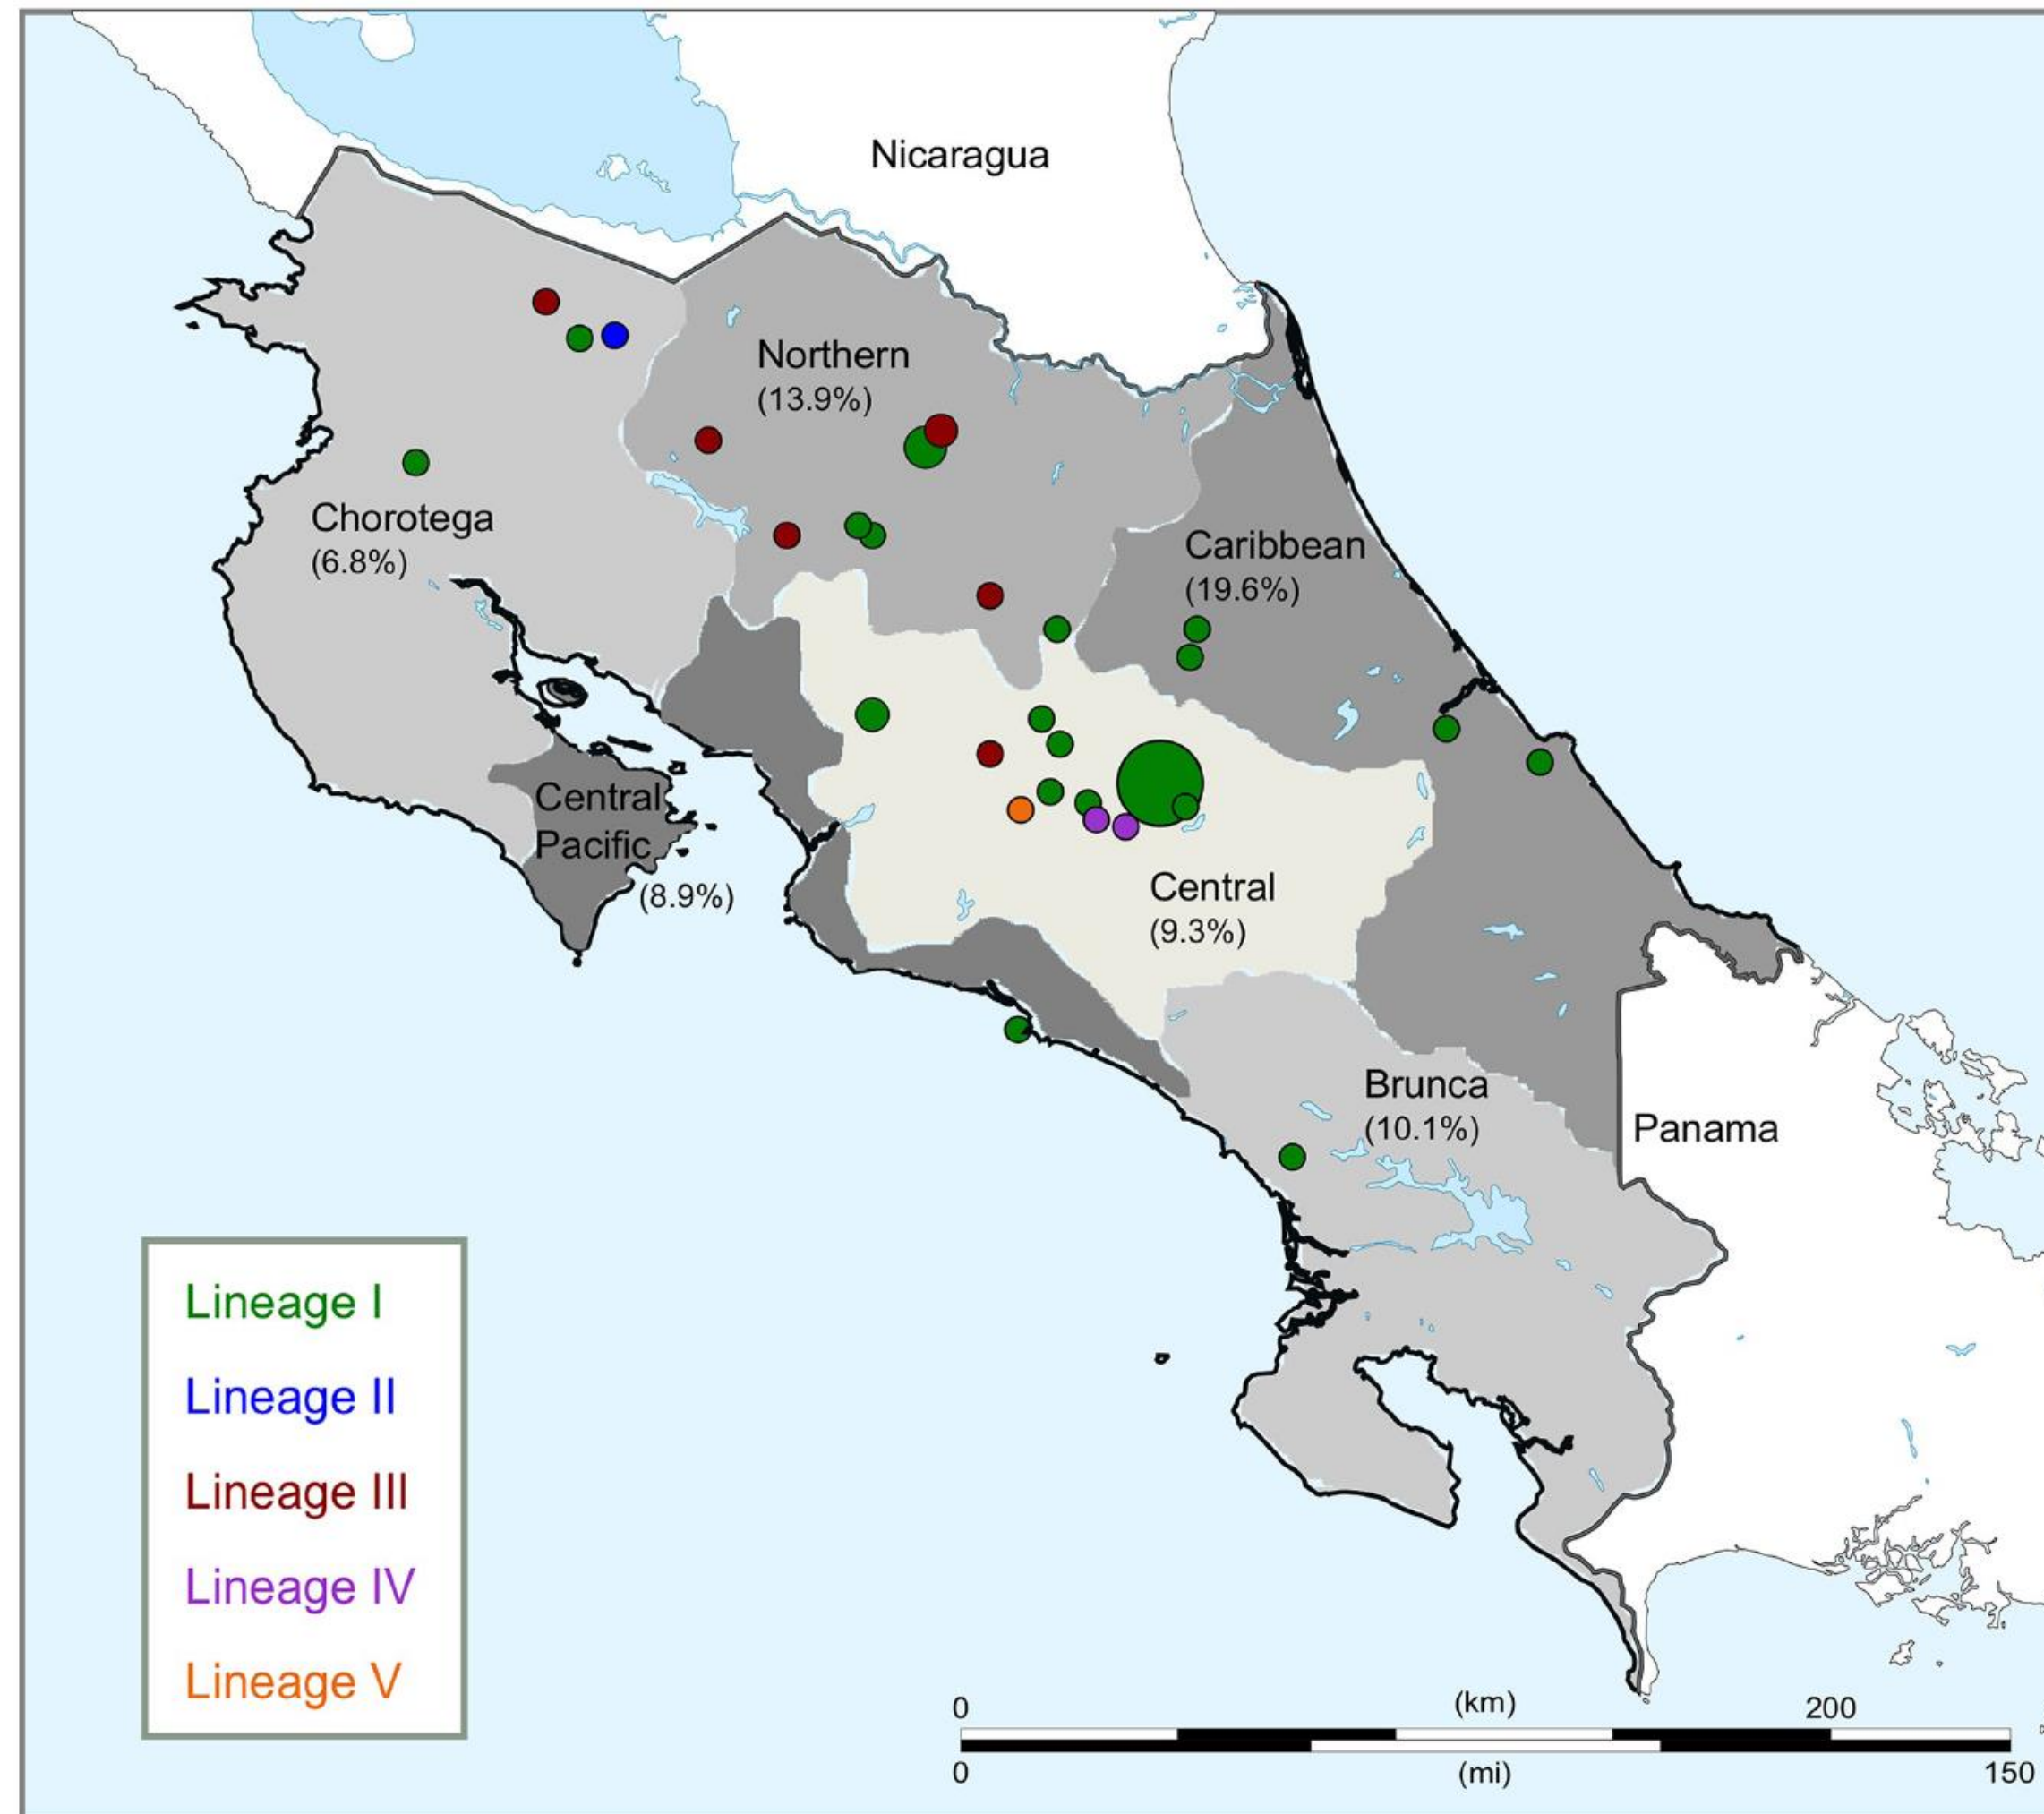 Nicaragua
Northern
(13.9%)
Chorotega
(6.8%)
Caribbean
(19.6%)
Central
Pacific
(8.9%)
Central
(9.3%)
Brunca
(10.1%)
Panama
Lineage I
Lineage II
Lineage III
Lineage IV
Lineage V
0 (km) 200
0 (mi) 150